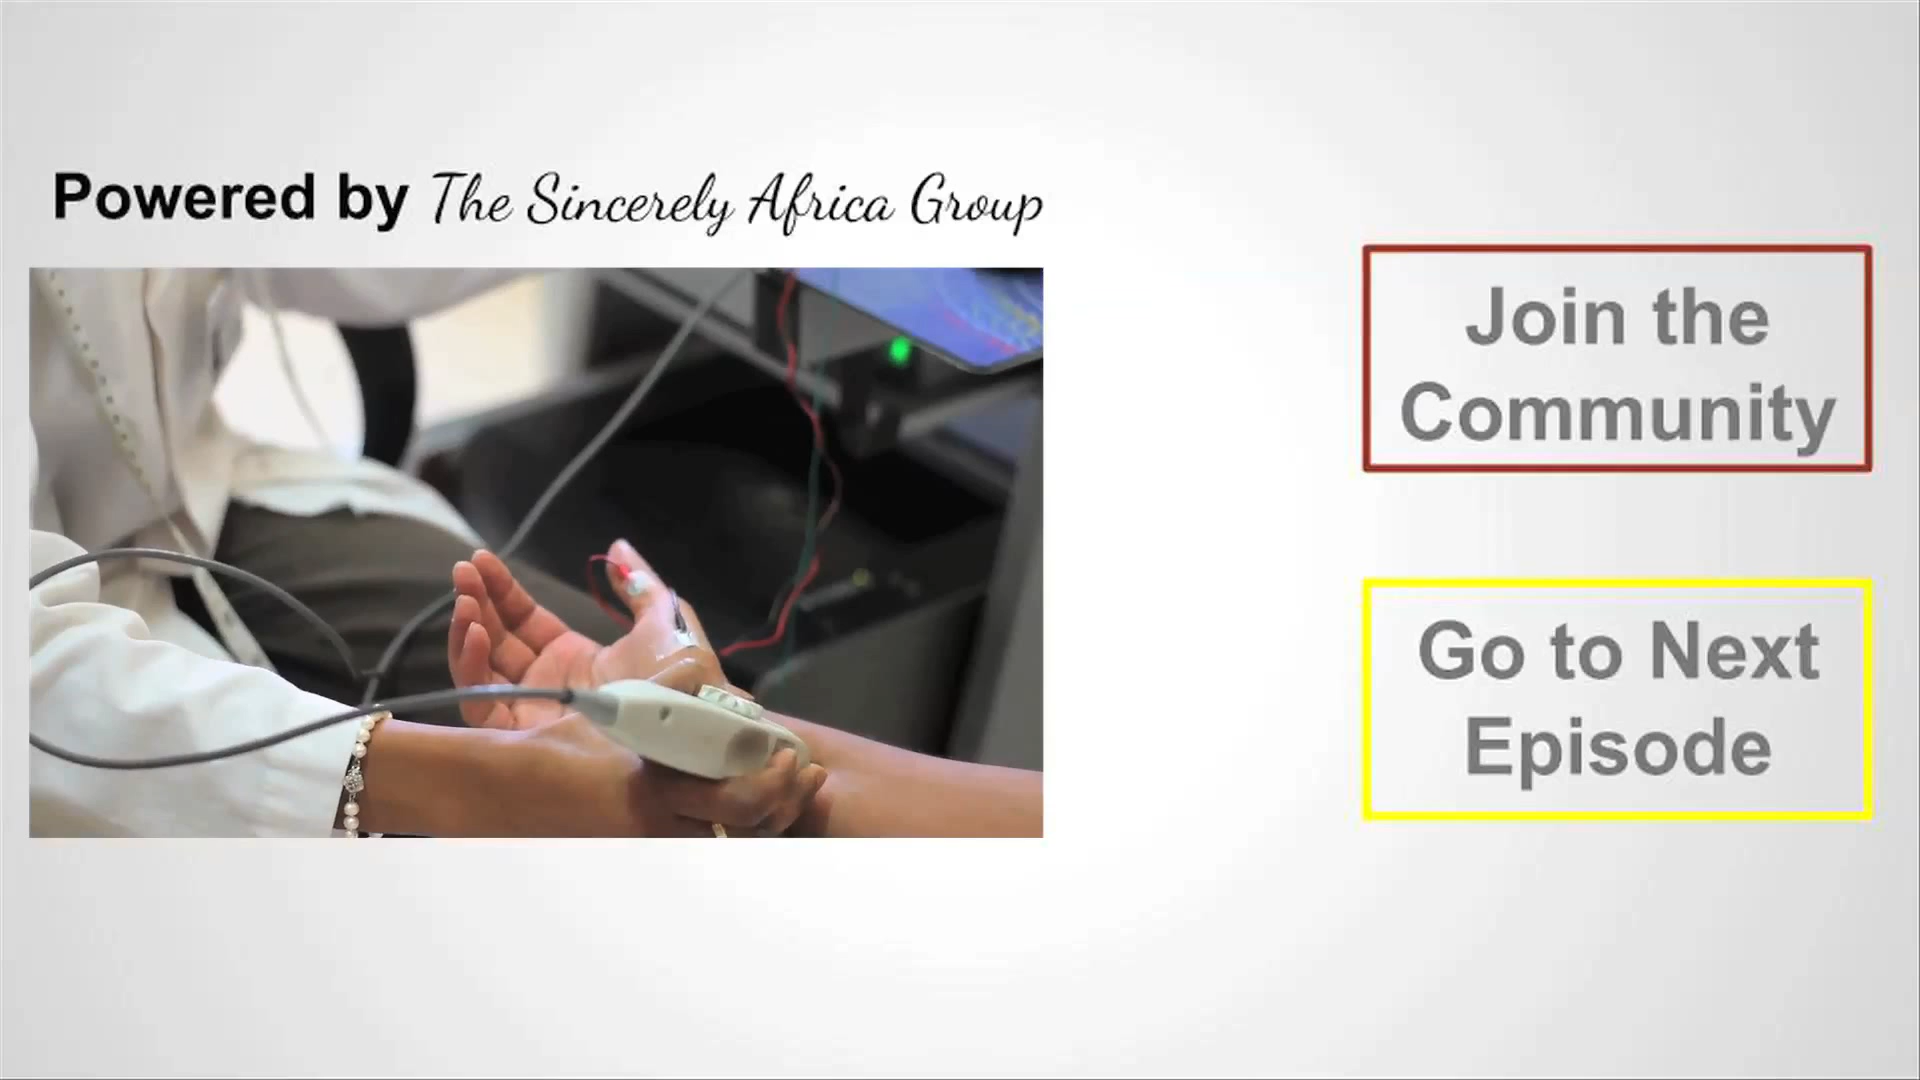 Powered by The Sincerely Africa Group
Join the
Community
Go to Next
Episode